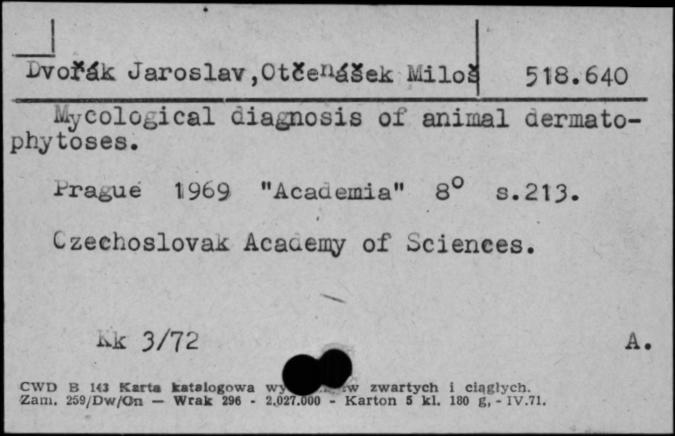 Dvořák Jaroslav,Otčenášek Miloš 518.640
Mycological diagnosis of animal dermato-
phytoses.
Prague 1969 "Academia" 8° s.213.
Czechoslovak Academy of Sciences.
Kk 3/72 A.
CWD B 143 Karta katalogowa zwartych i ciągłych.
Zam. 259/Dw/On — Wrak 296 - 2.027.000 - Karton 5 kl. 180 g, - IV.71.